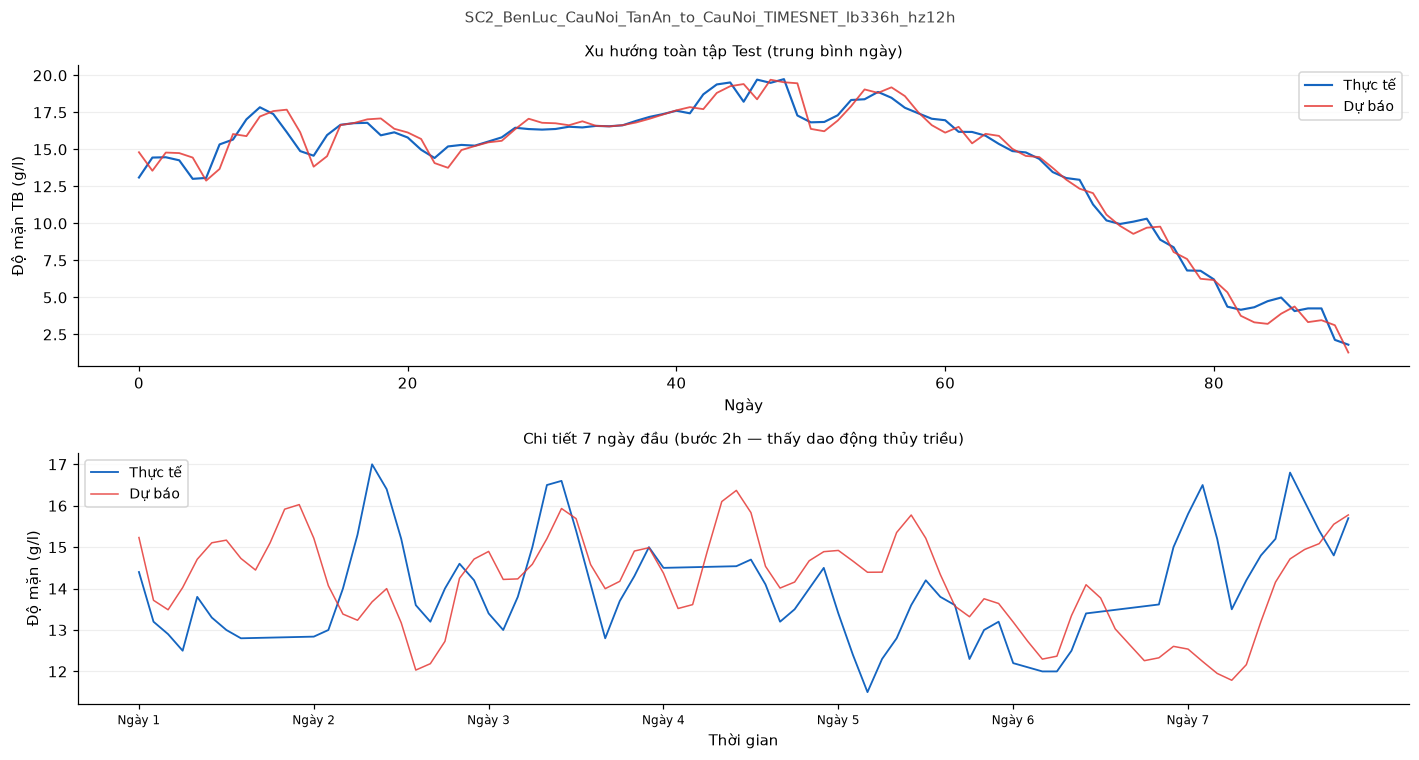 SC2_BenLuc_CauNoi_TanAn_to_CauNoi_TIMESNET_lb336h_hz12h
Xu hướng toàn tập Test (trung bình ngày)
Độ mặn TB (g/l)
20.0
17.5
15.0
12.5
10.0
7.5
5.0
2.5
Thực tế
Dự báo
0 20 40 60 80
Ngày
Chi tiết 7 ngày đầu (bước 2h — thấy dao động thủy triều)
Độ mặn (g/l)
17
16
15
14
13
12
Thực tế
Dự báo
Ngày 1 Ngày 2 Ngày 3 Ngày 4 Ngày 5 Ngày 6 Ngày 7
Thời gian